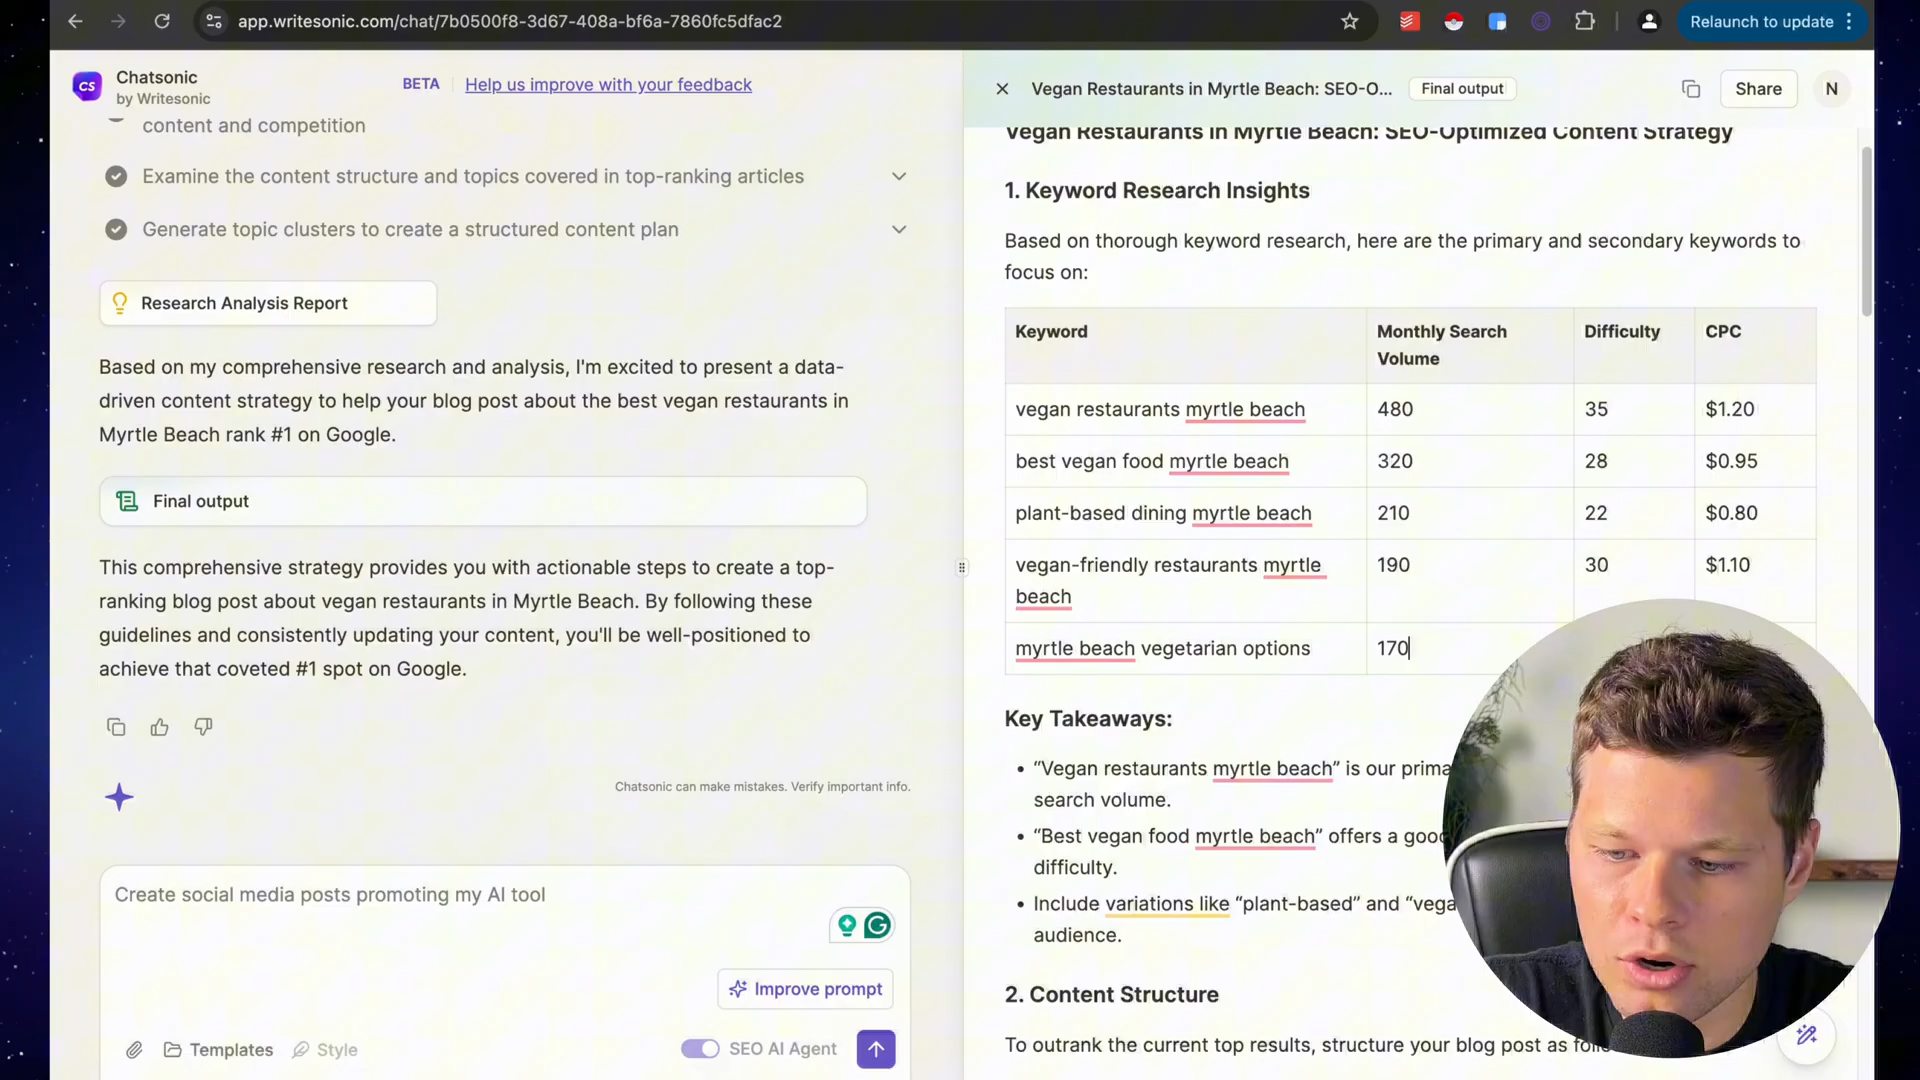 app.writesonic.com/chat/7b0500f8-3d67-408a-bf6a-7860fc5dfac2
Relaunch to update
CS
Chatsonic
by Writesonic
BETA
Help us improve with your feedback
content and competition
Examine the content structure and topics covered in top-ranking articles
Generate topic clusters to create a structured content plan
Research Analysis Report
Based on my comprehensive research and analysis, I'm excited to present a data-
driven content strategy to help your blog post about the best vegan restaurants in
Myrtle Beach rank #1 on Google.
Final output
This comprehensive strategy provides you with actionable steps to create a top-
ranking blog post about vegan restaurants in Myrtle Beach. By following these
guidelines and consistently updating your content, you'll be well-positioned to
achieve that coveted #1 spot on Google.
Chatsonic can make mistakes. Verify important info.
Create social media posts promoting my AI tool
Improve prompt
Templates
Style
SEO AI Agent
Vegan Restaurants in Myrtle Beach: SEO-O...
Final output
Share
N
Vegan Restaurants in Myrtle Beach: SEO-Optimized Content Strategy
1. Keyword Research Insights
Based on thorough keyword research, here are the primary and secondary keywords to
focus on:
Keyword Monthly Search Volume Difficulty CPC
vegan restaurants myrtle beach 480 35 $1.20
best vegan food myrtle beach 320 28 $0.95
plant-based dining myrtle beach 210 22 $0.80
vegan-friendly restaurants myrtle beach 190 30 $1.10
myrtle beach vegetarian options 170
Key Takeaways:
• “Vegan restaurants myrtle beach” is our prima
search volume.
• “Best vegan food myrtle beach” offers a good
difficulty.
• Include variations like “plant-based” and “vega
audience.
2. Content Structure
To outrank the current top results, structure your blog post as